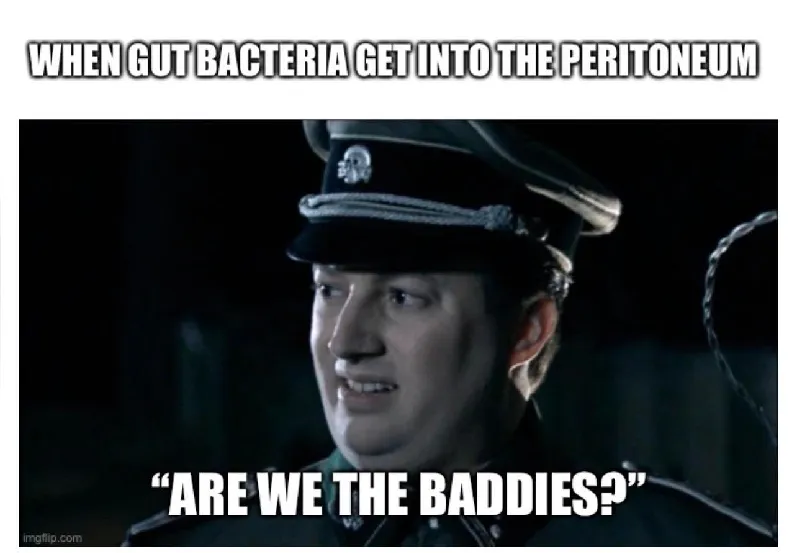 WHEN GUT BACTERIA GET INTO THE PERITONEUM
“ARE WE THE BADDIES?”
imgflip.com